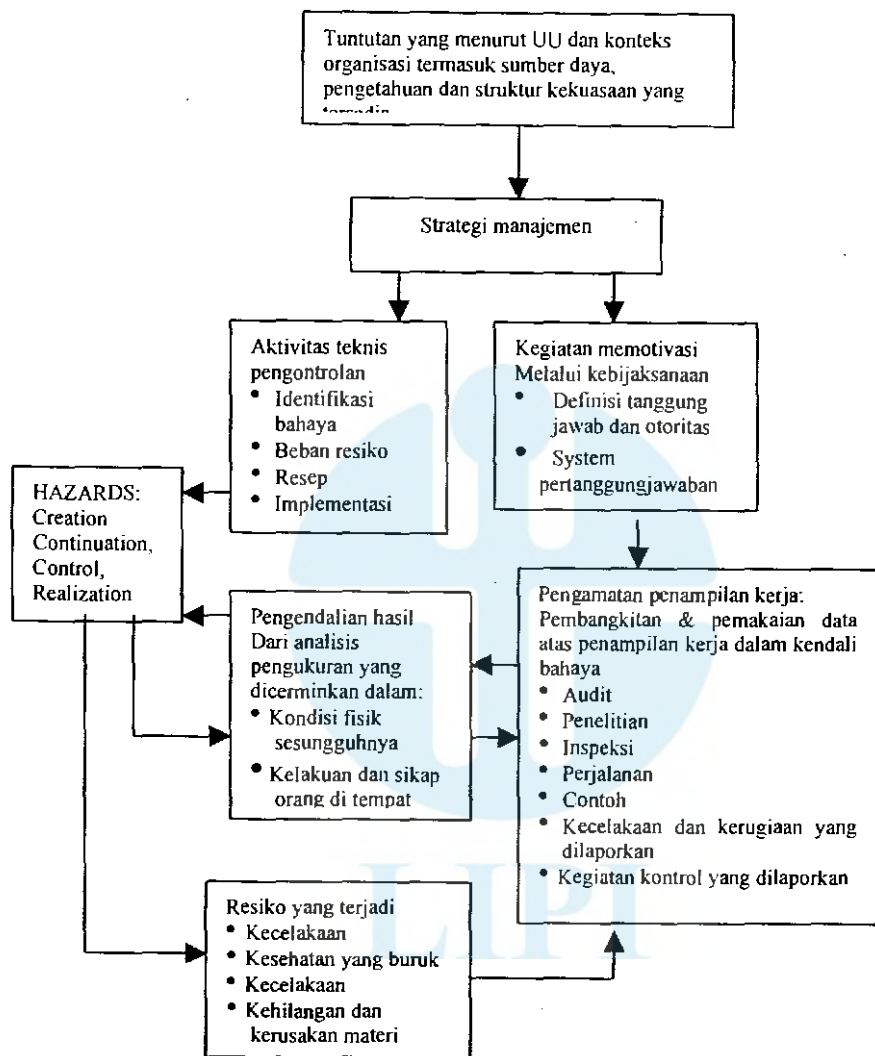 Tuntutan yang menurut UU dan konteks
organisasi termasuk sumber daya,
pengetahuan dan struktur kekuasaan yang
Strategi manajemen
Aktivitas teknis
pengontrolan
• Identifikasi
bahaya
• Beban resiko
• Resep
• Implementasi
Kegiatan memotivasi
Melalui kebijaksanaan
• Definisi tanggung
jawab dan otoritas
• System
pertanggungjawaban
HAZARDS:
Creation
Continuation,
Control,
Realization
Pengendalian hasil
Dari analisis
pengukuran yang
dicerminkan dalam:
• Kondisi fisik
sesungguhnya
• Kelakuan dan sikap
orang di tempat
Pengamatan penampilan kerja:
Pembangkitan & pemakaian data
atas penampilan kerja dalam kendali
bahaya
• Audit
• Penelitian
• Inspeksi
• Perjalanan
• Contoh
• Kecelakaan dan kerugiaan yang
dilaporkan
• Kegiatan kontrol yang dilaporkan
Resiko yang terjadi
• Kecelakaan
• Kesehatan yang buruk
• Kecelakaan
• Kehilangan dan
kerusakan materi
LIPI